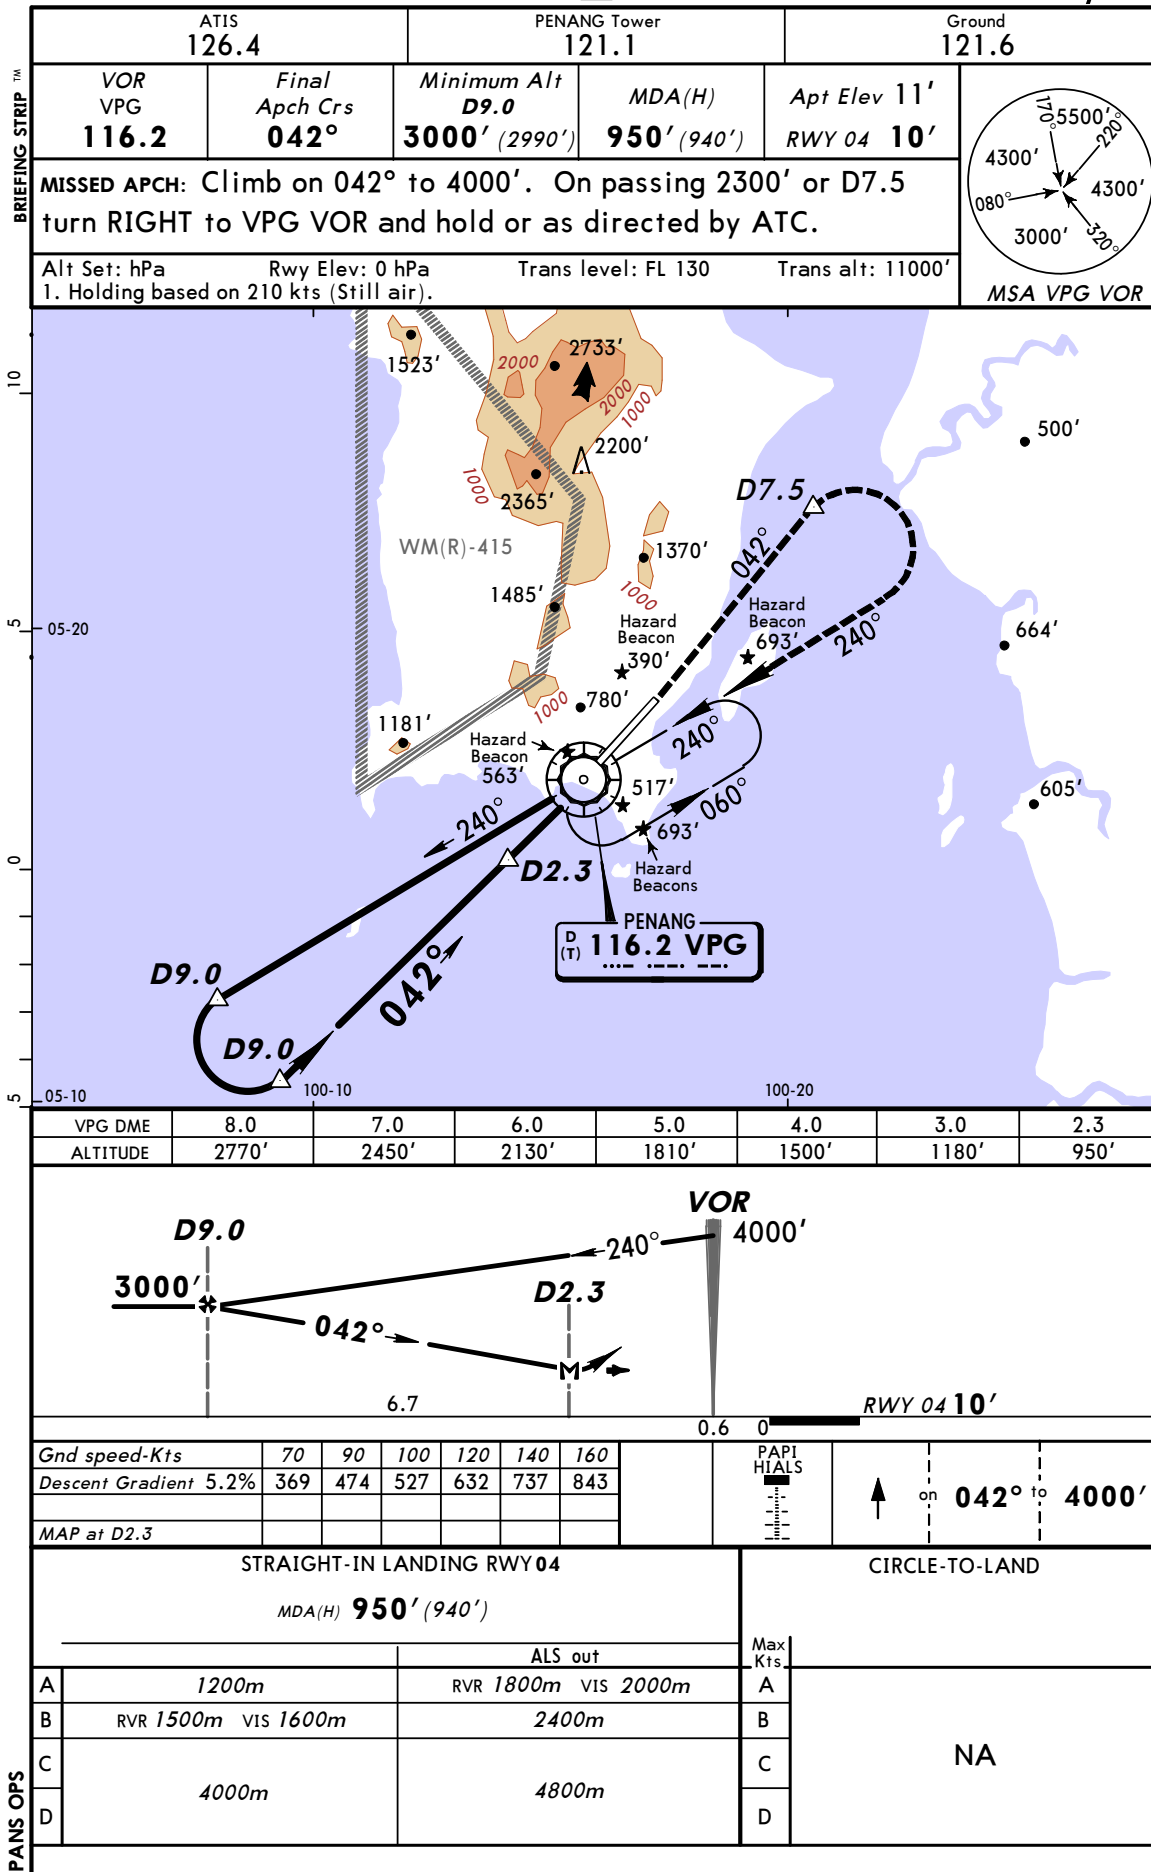 ATIS
126.4
PENANG Tower
121.1
Ground
121.6
BRIEFING STRIP ™
VOR
VPG
116.2
Final
Apch Crs
042°
Minimum Alt
D9.0
3000' (2990')
MDA(H)
950' (940')
Apt Elev 11'
RWY 04 10'
MISSED APCH: Climb on 042° to 4000'. On passing 2300' or D7.5
turn RIGHT to VPG VOR and hold or as directed by ATC.
Alt Set: hPa Rwy Elev: 0 hPa Trans level: FL 130 Trans alt: 11000'
1. Holding based on 210 kts (Still air).
170°
5500'
220°
4300'
4300'
080°
3000'
320°
MSA VPG VOR
1523'
2733'
2000
2000
1000
10
500'
2200'
1000
2365'
D7.5
WM(R)-415
042°
1370'
1485'
1000
Hazard
Beacon
390'
Hazard
Beacon
693'
240°
5
05-20
664'
1000
780'
1181'
Hazard
Beacon
563'
240°
517'
060°
605'
693'
240°
0
D2.3
Hazard
Beacons
PENANG
D
(T)
116.2 VPG
D9.0
042°
D9.0
5
05-10
100-10
100-20
VPG DME 8.0 7.0 6.0 5.0 4.0 3.0 2.3
ALTITUDE 2770' 2450' 2130' 1810' 1500' 1180' 950'
VOR
D9.0
4000'
240°
3000'
D2.3
042°
M
6.7
RWY 04 10'
0.6 0
Gnd speed-Kts 70 90 100 120 140 160
Descent Gradient 5.2% 369 474 527 632 737 843
MAP at D2.3
PAPI
HIALS
on 042° to 4000'
STRAIGHT-IN LANDING RWY 04
CIRCLE-TO-LAND
MDA(H) 950' (940')
ALS out
Max
Kts
A 1200m RVR 1800m VIS 2000m A
B RVR 1500m VIS 1600m 2400m B
C C
NA
4000m 4800m
D D
PANS OPS